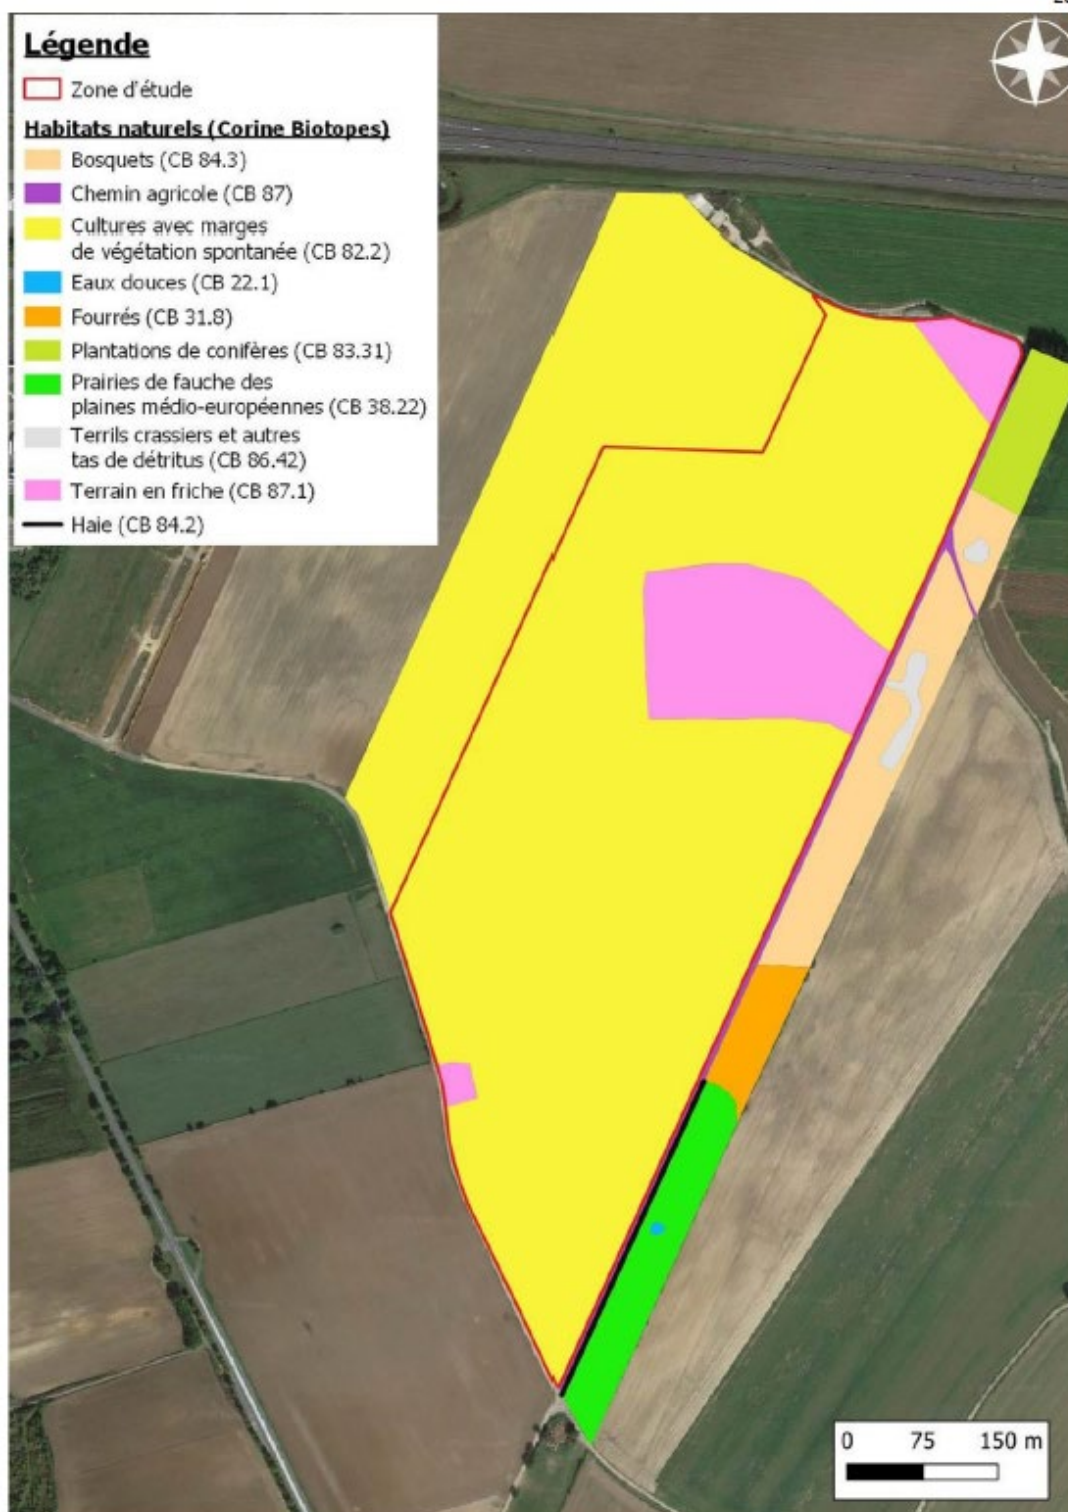 Légende
Zone d'étude
Habitats naturels (Corine Biotopes)
Bosquets (CB 84.3)
Chemin agricole (CB 87)
Cultures avec marges
de végétation spontanée (CB 82.2)
Eaux douces (CB 22.1)
Fourrés (CB 31.8)
Plantations de conifères (CB 83.31)
Prairies de fauche des
plaines médio-européennes (CB 38.22)
Terrils crassiers et autres
tas de détritus (CB 86.42)
Terrain en friche (CB 87.1)
Haie (CB 84.2)
0 75 150 m